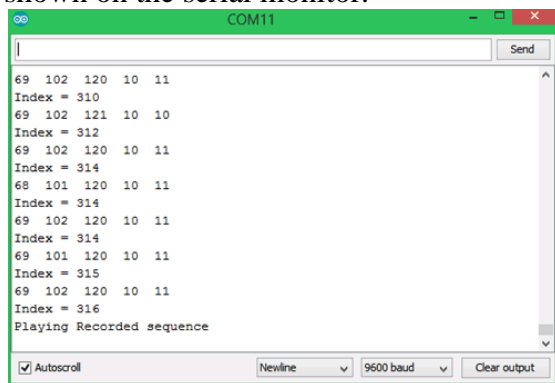 shown on the serial monitor.
COM11
Send
69 102 120 10 11
Index = 310
69 102 121 10 10
Index = 312
69 102 120 10 11
Index = 314
68 101 120 10 11
Index = 314
69 102 120 10 11
Index = 314
69 101 120 10 11
Index = 315
69 102 120 10 11
Index = 316
Playing Recorded sequence
Autoscroll Newline 9600 baud Clear output